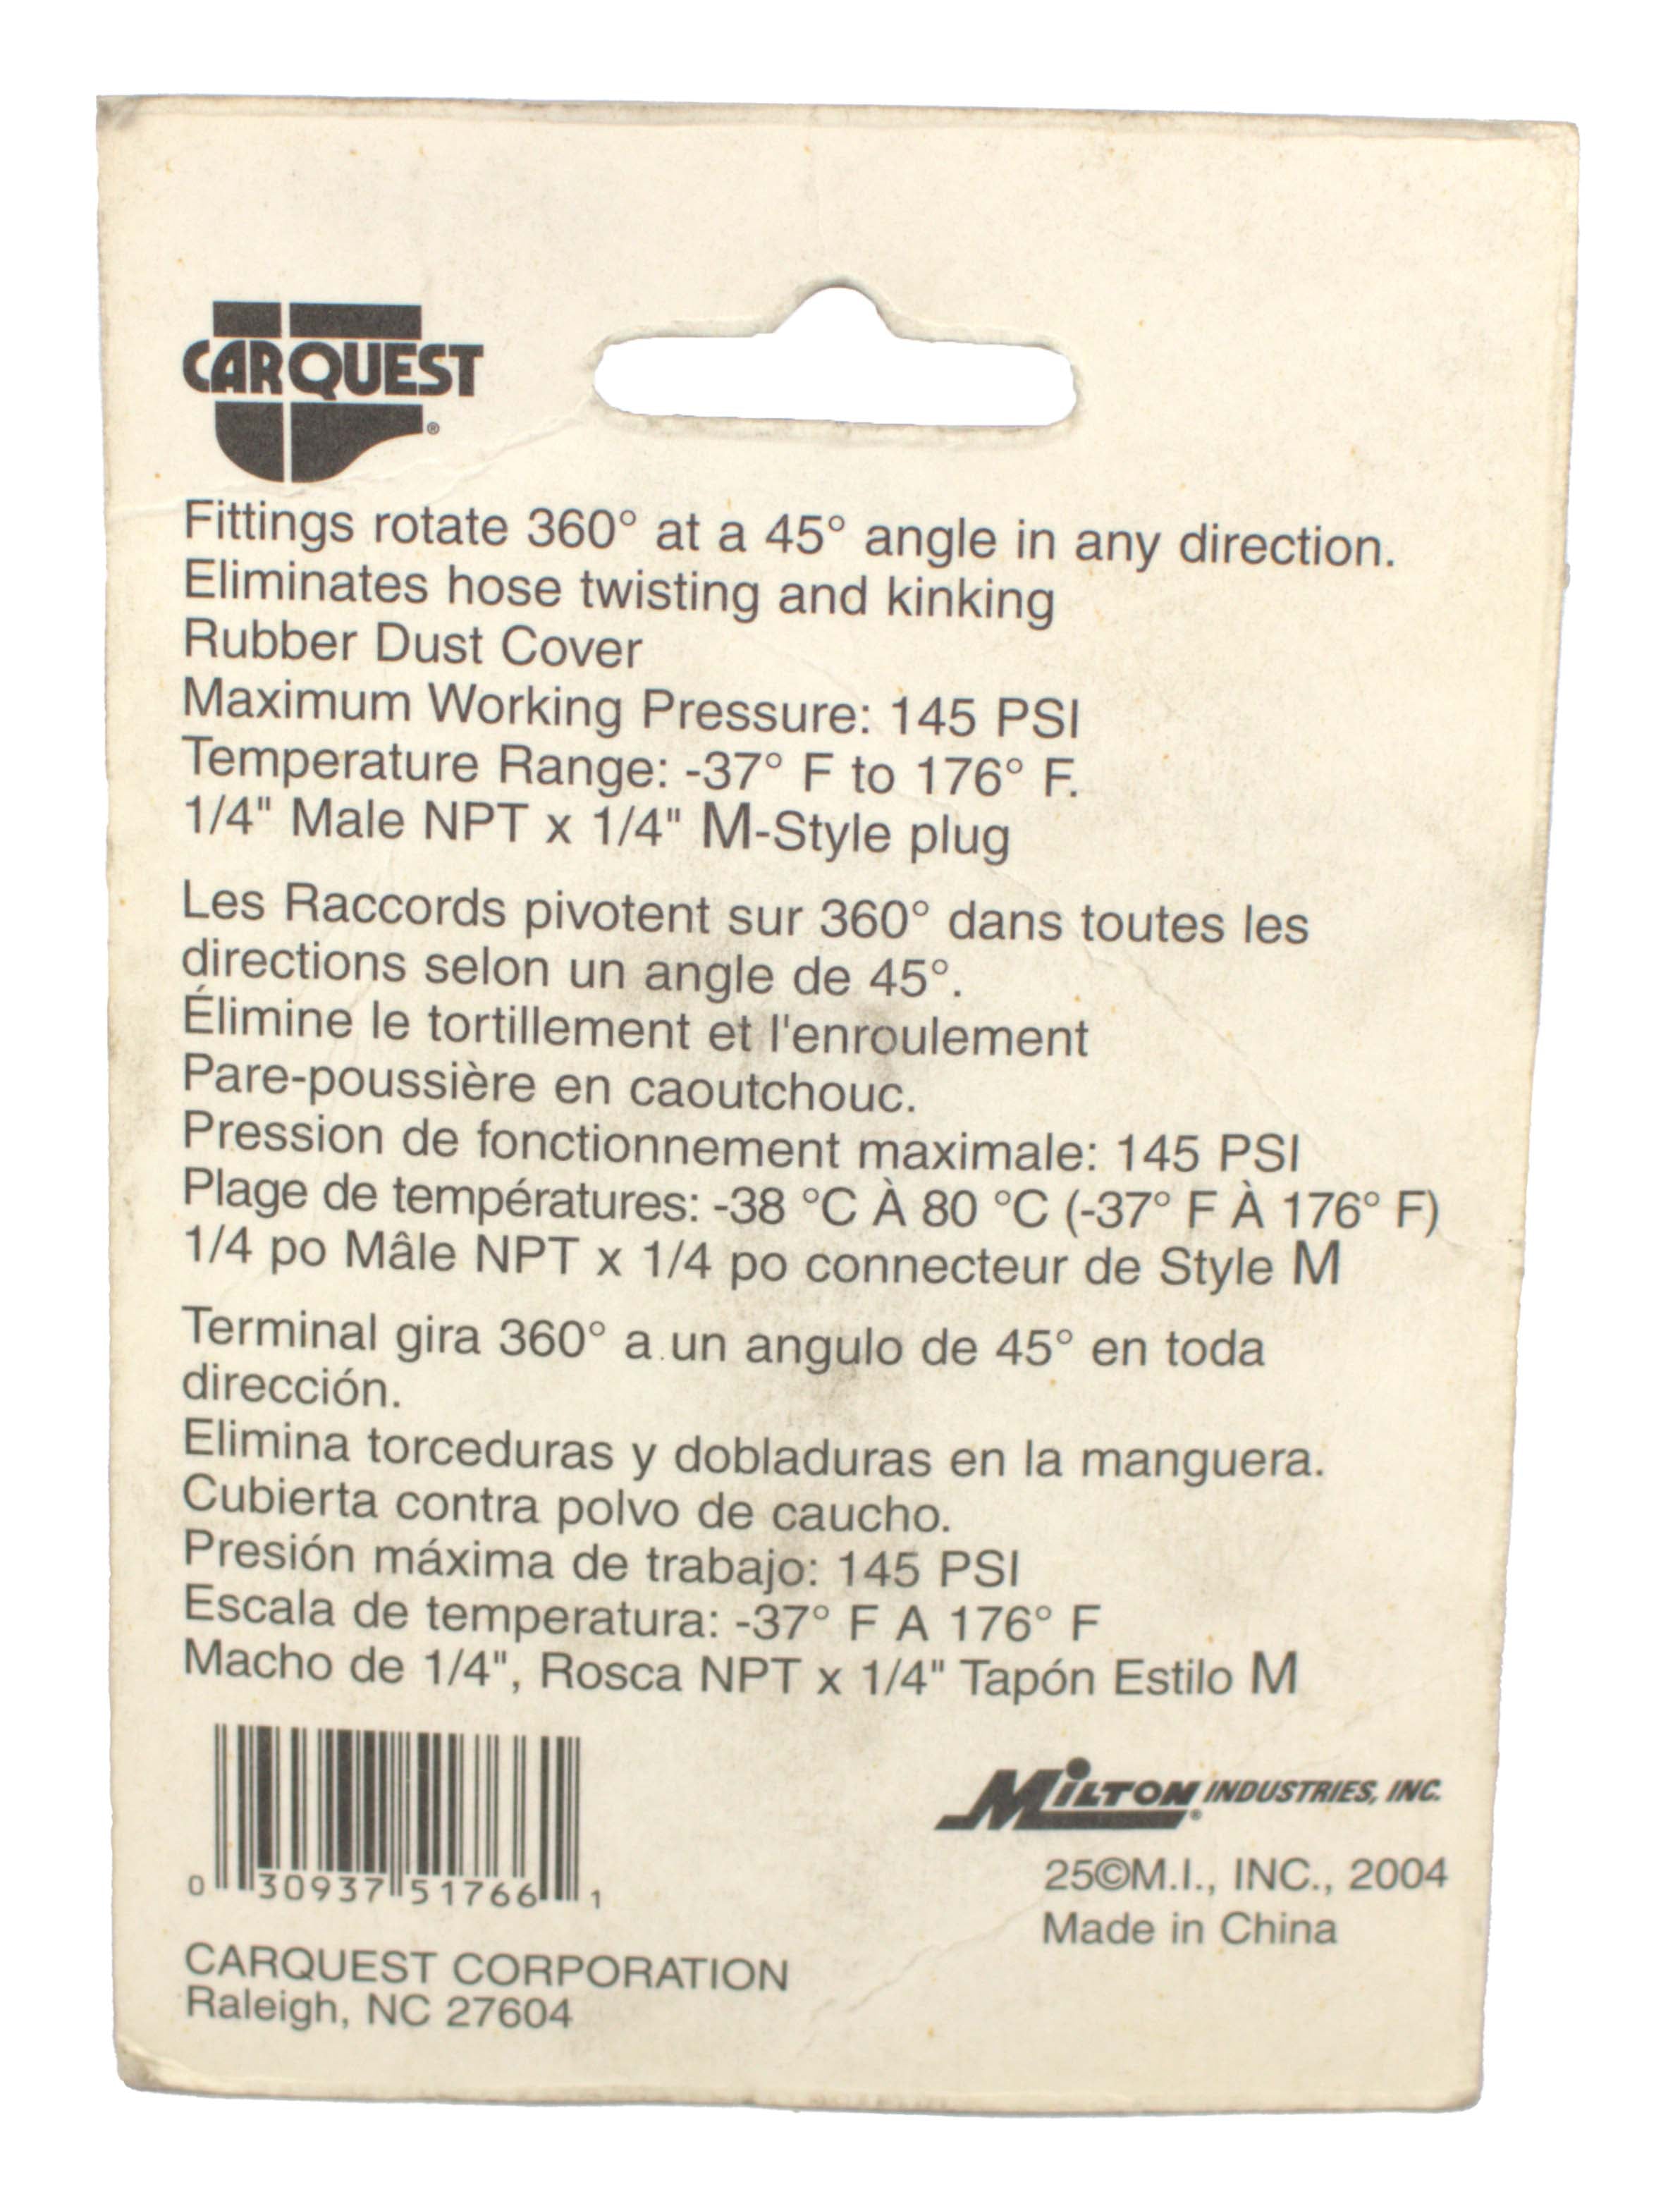 CARQUEST®
Fittings rotate 360° at a 45° angle in any direction.
Eliminates hose twisting and kinking
Rubber Dust Cover
Maximum Working Pressure: 145 PSI
Temperature Range: -37° F to 176° F.
1/4" Male NPT x 1/4" M-Style plug
Les Raccords pivotent sur 360° dans toutes les
directions selon un angle de 45°.
Élimine le tortillement et l'enroulement
Pare-poussière en caoutchouc.
Pression de fonctionnement maximale: 145 PSI
Plage de températures: -38 °C À 80 °C (-37° F À 176° F)
1/4 po Mâle NPT x 1/4 po connecteur de Style M
Terminal gira 360° a un angulo de 45° en toda
dirección.
Elimina torceduras y dobladuras en la manguera.
Cubierta contra polvo de caucho.
Presión máxima de trabajo: 145 PSI
Escala de temperatura: -37° F A 176° F
Macho de 1/4", Rosca NPT x 1/4" Tapón Estilo M
0 30937 51766 1
CARQUEST CORPORATION
Raleigh, NC 27604
MILTON® INDUSTRIES, INC.
25©M.I., INC., 2004
Made in China